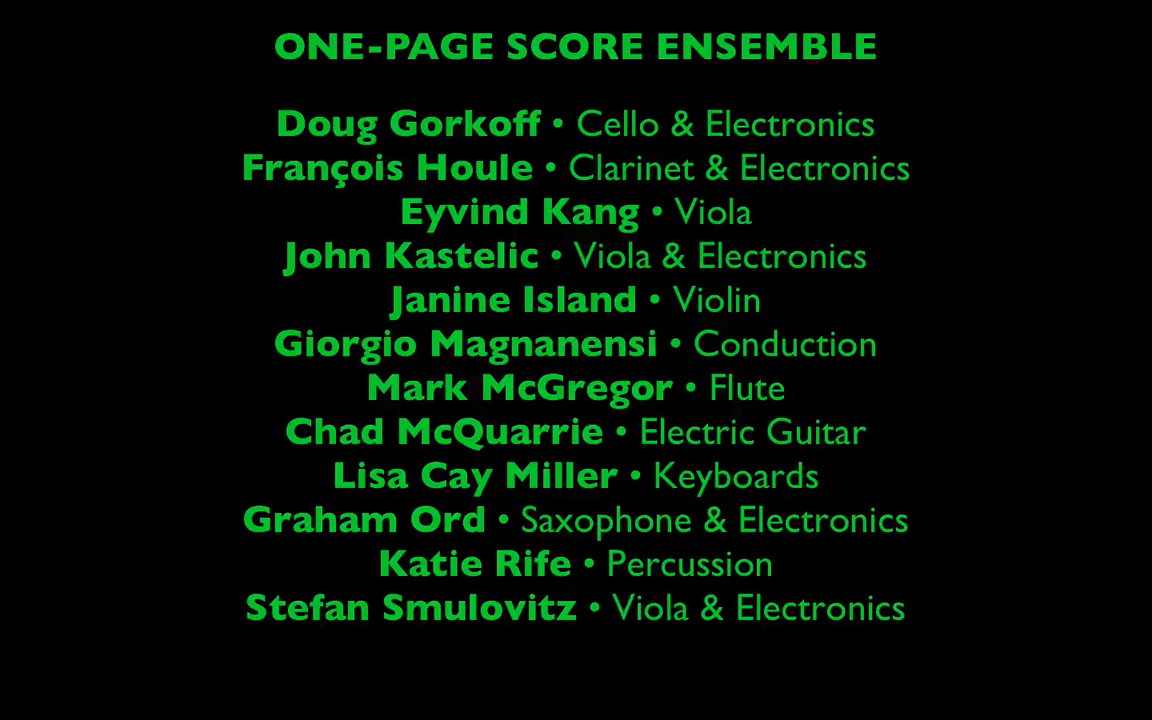 ONE-PAGE SCORE ENSEMBLE
Doug Gorkoff • Cello & Electronics
François Houle • Clarinet & Electronics
Eyvind Kang • Viola
John Kastelic • Viola & Electronics
Janine Island • Violin
Giorgio Magnanensi • Conduction
Mark McGregor • Flute
Chad McQuarrie • Electric Guitar
Lisa Cay Miller • Keyboards
Graham Ord • Saxophone & Electronics
Katie Rife • Percussion
Stefan Smulovitz • Viola & Electronics